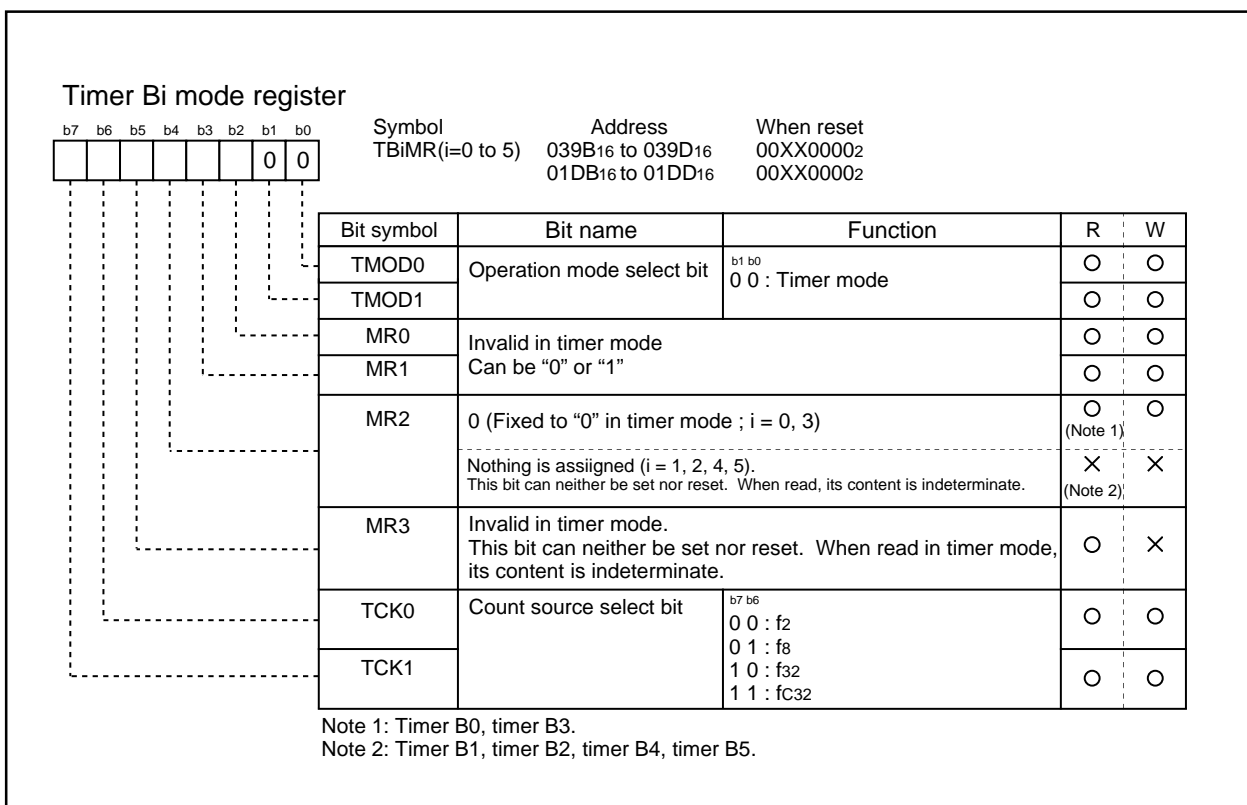 Timer Bi mode register
b7 b6 b5 b4 b3 b2 b1 b0
0 0
Symbol Address When reset
TBiMR(i=0 to 5) 039B16 to 039D16 00XX00002
01DB16 to 01DD16 00XX00002
Bit symbol Bit name Function R W
TMOD0 Operation mode select bit b1 b0
0 0 : Timer mode
TMOD1
MR0 Invalid in timer mode
MR1 Can be “0” or “1”
MR2 0 (Fixed to “0” in timer mode ; i = 0, 3)
(Note 1)
Nothing is assiigned (i = 1, 2, 4, 5).
This bit can neither be set nor reset. When read, its content is indeterminate.
(Note 2)
MR3 Invalid in timer mode.
This bit can neither be set nor reset. When read in timer mode,
its content is indeterminate.
TCK0 Count source select bit b7 b6
0 0 : f2
0 1 : f8
TCK1 1 0 : f32
1 1 : fC32
Note 1: Timer B0, timer B3.
Note 2: Timer B1, timer B2, timer B4, timer B5.